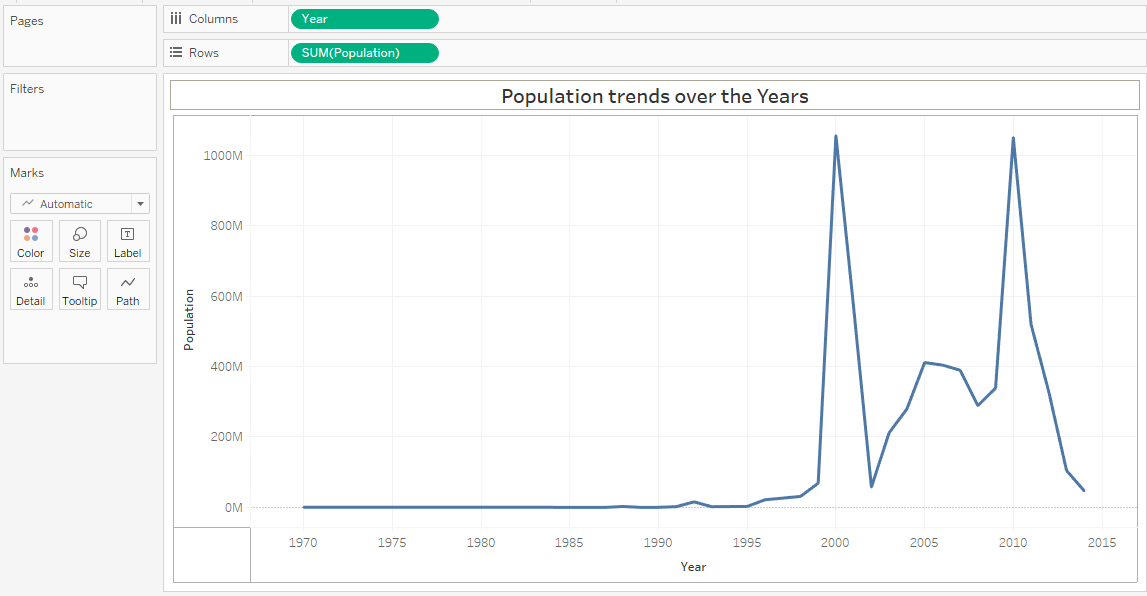 Pages
Columns
Year
Rows
SUM(Population)
Filters
Marks
Automatic
Color
Size
T
Label
Detail
Tooltip
Path
Population trends over the Years
Population
1000M
800M
600M
400M
200M
0M
1970 1975 1980 1985 1990 1995 2000 2005 2010 2015
Year